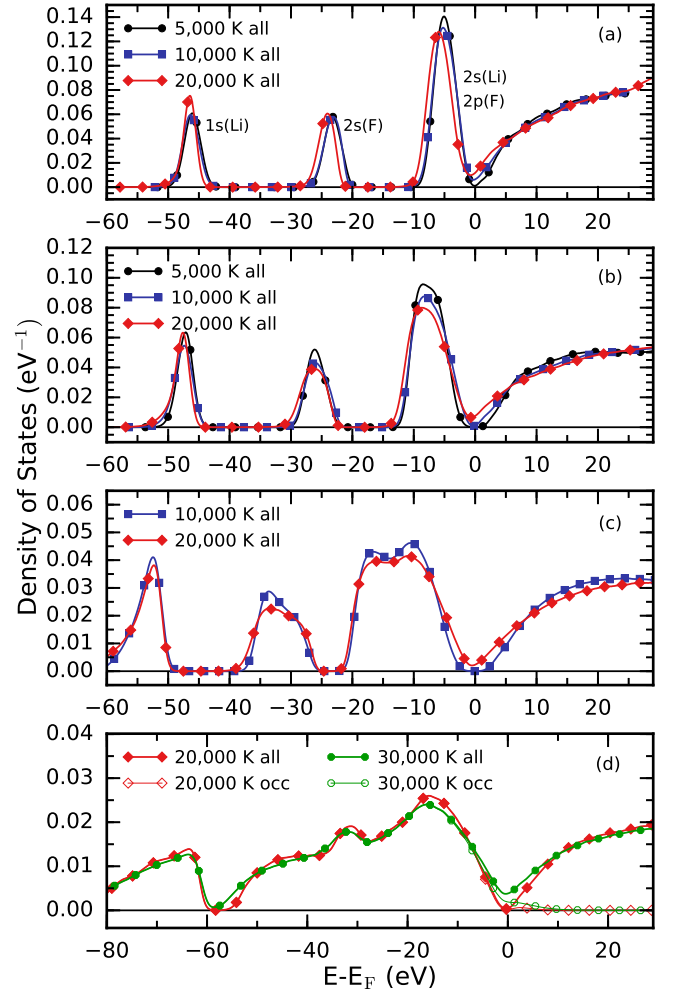 Density of States (eV⁻¹)
0.14
0.12
0.10
0.08
0.06
0.04
0.02
0.00
5,000 K all
10,000 K all
20,000 K all
(a)
1s(Li)
2s(F)
2s(Li)
2p(F)
−60 −50 −40 −30 −20 −10 0 10 20
0.12
0.10
0.08
0.06
0.04
0.02
0.00
5,000 K all
10,000 K all
20,000 K all
(b)
−60 −50 −40 −30 −20 −10 0 10 20
0.06
0.05
0.04
0.03
0.02
0.01
0.00
10,000 K all
20,000 K all
(c)
−60 −50 −40 −30 −20 −10 0 10 20
0.04
0.03
0.02
0.01
0.00
20,000 K all
20,000 K occ
30,000 K all
30,000 K occ
(d)
−80 −60 −40 −20 0 20
E-E_F (eV)